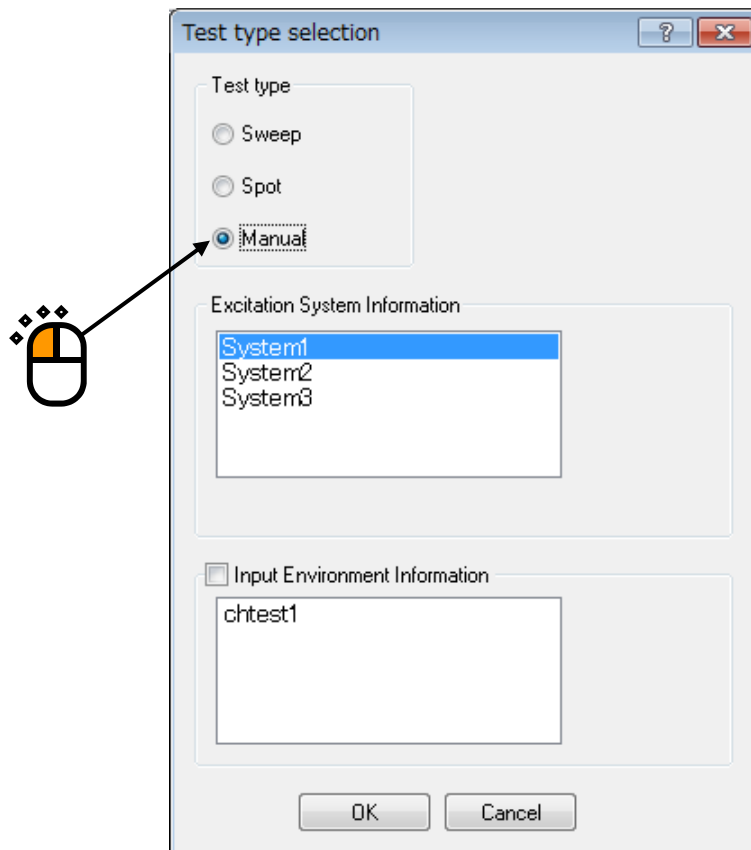 Test type selection
Test type
Sweep
Spot
Manual
Excitation System Information
System1
System2
System3
Input Environment Information
chtest1
OK
Cancel